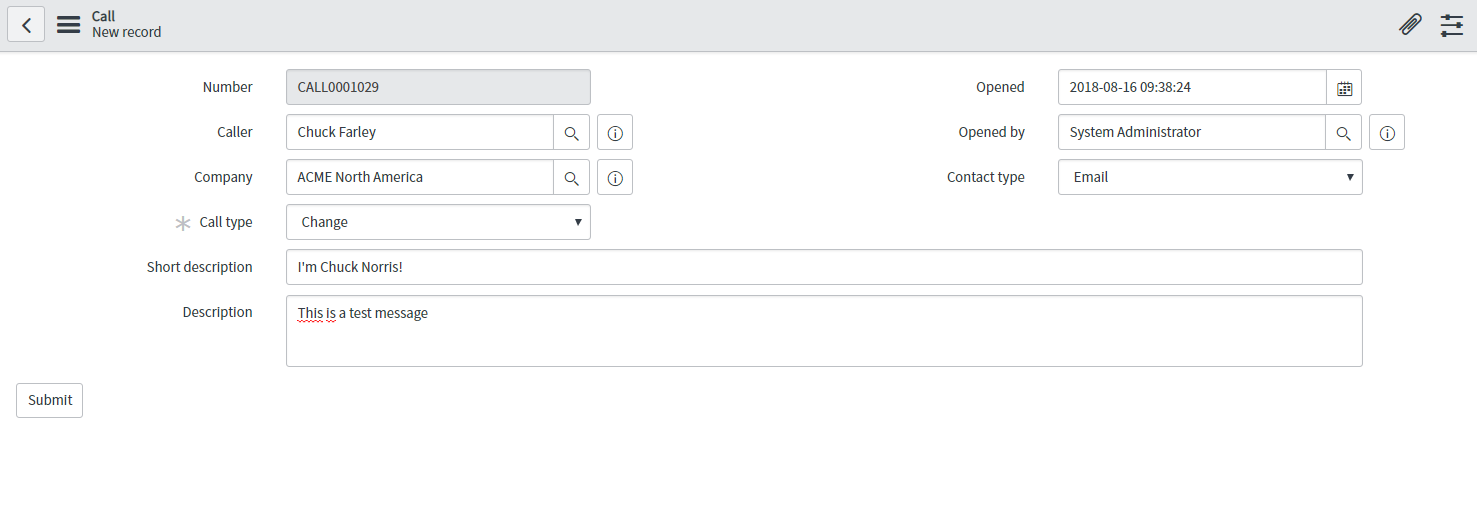 Call
New record
Number CALL0001029 Opened 2018-08-16 09:38:24
Caller Chuck Farley Opened by System Administrator
Company ACME North America Contact type Email
Call type Change
Short description I'm Chuck Norris!
Description This is a test message
Submit